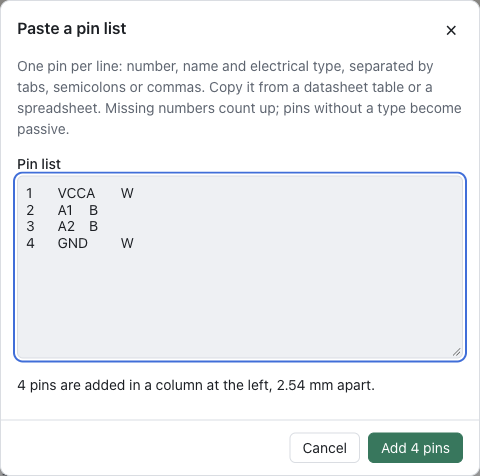 Paste a pin list
One pin per line: number, name and electrical type, separated by
tabs, semicolons or commas. Copy it from a datasheet table or a
spreadsheet. Missing numbers count up; pins without a type become
passive.
Pin list
1	VCCA	W
2	A1	B
3	A2	B
4	GND	W
4 pins are added in a column at the left, 2.54 mm apart.
Cancel	Add 4 pins